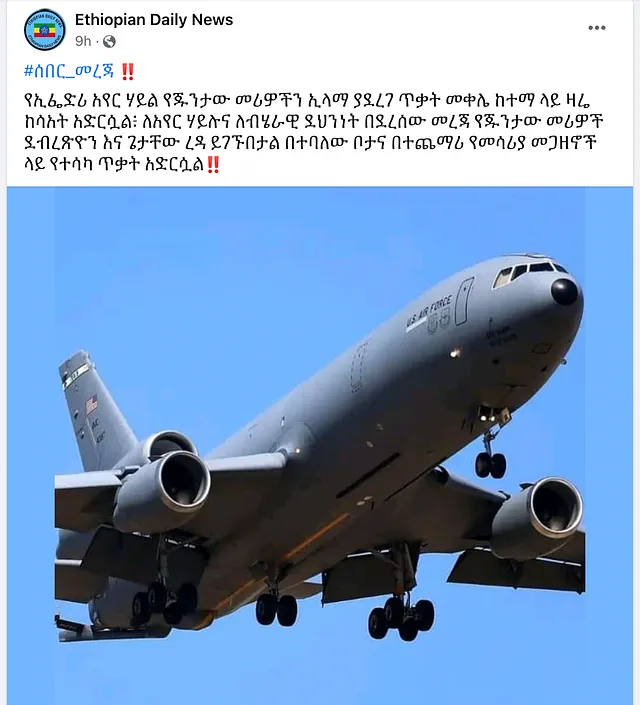 Ethiopian Daily News
9h
#ሰበር_መረጃ ‼️
የኢፌድሪ አየር ሃይል የጁንታው መሪዎችን ኢላማ ያደረገ ጥቃት መቀሌ ከተማ ላይ ዛሬ
ከሳአት አድርሷል፥ ለአየር ሃይሉና ለብሄራዊ ደህንነት በደረሰው መረጃ የጁንታው መሪዎች
ደብረጽዮን እና ጌታቸው ረዳ ይገኙበታል በተባለው ቦታና በተጨማሪ የመሳሪያ መጋዘኖች
ላይ የተሳካ ጥቃት አድርሷል‼️
U.S. AIR FORCE